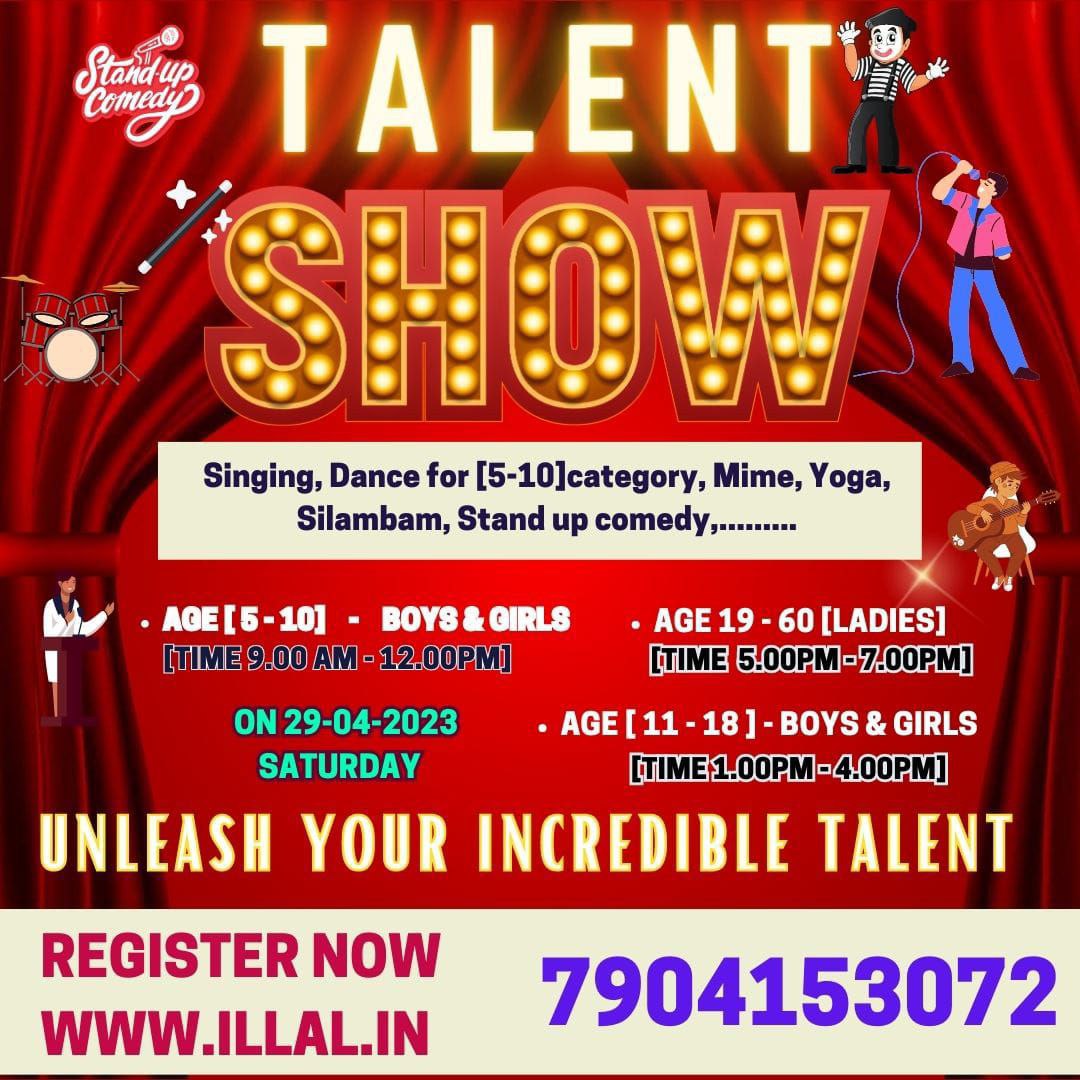 Stand-up
Comedy
TALENT
SHOW
Singing, Dance for [5-10]category, Mime, Yoga,
Silambam, Stand up comedy,.........
• AGE [ 5 - 10] - BOYS & GIRLS
[TIME 9.00 AM - 12.00PM]
• AGE 19 - 60 [LADIES]
[TIME 5.00PM - 7.00PM]
ON 29-04-2023
SATURDAY
• AGE [ 11 - 18 ] - BOYS & GIRLS
[TIME 1.00PM - 4.00PM]
UNLEASH YOUR INCREDIBLE TALENT
REGISTER NOW
WWW.ILLAL.IN
7904153072